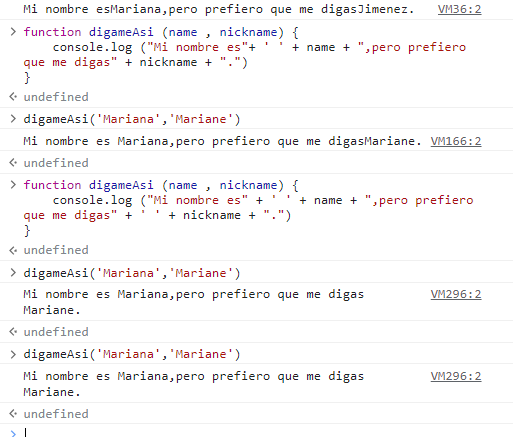 Mi nombre esMariana,pero prefiero que me digasJimenez. VM36:2
> function digameAsi (name , nickname) {
    console.log ("Mi nombre es"+ ' ' + name + ",pero prefiero
que me digas" + nickname + ".")
}
undefined
> digameAsi('Mariana','Mariane')
Mi nombre es Mariana,pero prefiero que me digasMariane. VM166:2
undefined
> function digameAsi (name , nickname) {
    console.log ("Mi nombre es" + ' ' + name + ",pero prefiero
que me digas" + ' ' + nickname + ".")
}
undefined
> digameAsi('Mariana','Mariane')
Mi nombre es Mariana,pero prefiero que me digas VM296:2
Mariane.
undefined
> digameAsi('Mariana','Mariane')
Mi nombre es Mariana,pero prefiero que me digas VM296:2
Mariane.
undefined
>